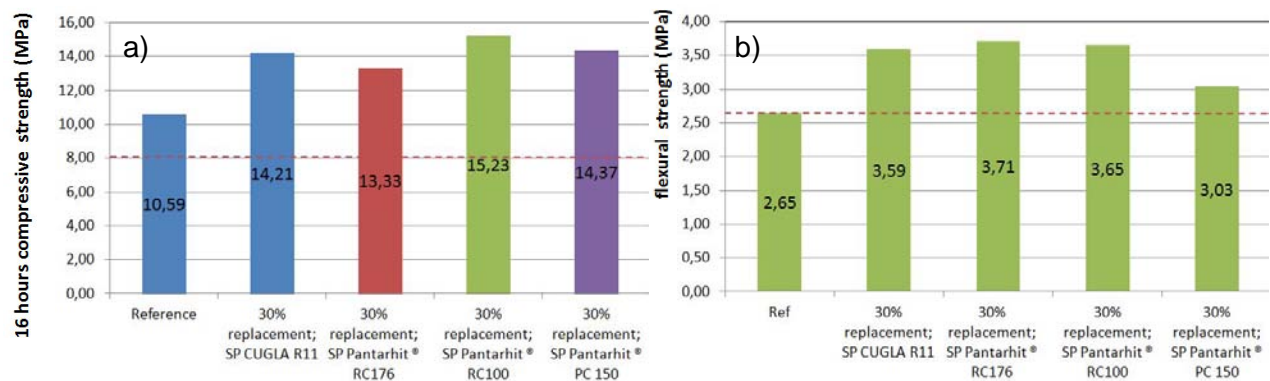 a)
16 hours compressive strength (MPa)
16,00
14,00
12,00
10,00
8,00
6,00
4,00
2,00
0,00
10,59
14,21
13,33
15,23
14,37
Reference
30%
replacement;
SP CUGLA R11
30%
replacement;
SP Pantarhit ®
RC176
30%
replacement;
SP Pantarhit ®
RC100
30%
replacement;
SP Pantarhit ®
PC 150
b)
flexural strength (MPa)
4,00
3,50
3,00
2,50
2,00
1,50
1,00
0,50
0,00
2,65
3,59
3,71
3,65
3,03
Ref
30%
replacement;
SP CUGLA R11
30%
replacement;
SP Pantarhit ®
RC176
30%
replacement;
SP Pantarhit ®
RC100
30%
replacement;
SP Pantarhit ®
PC 150